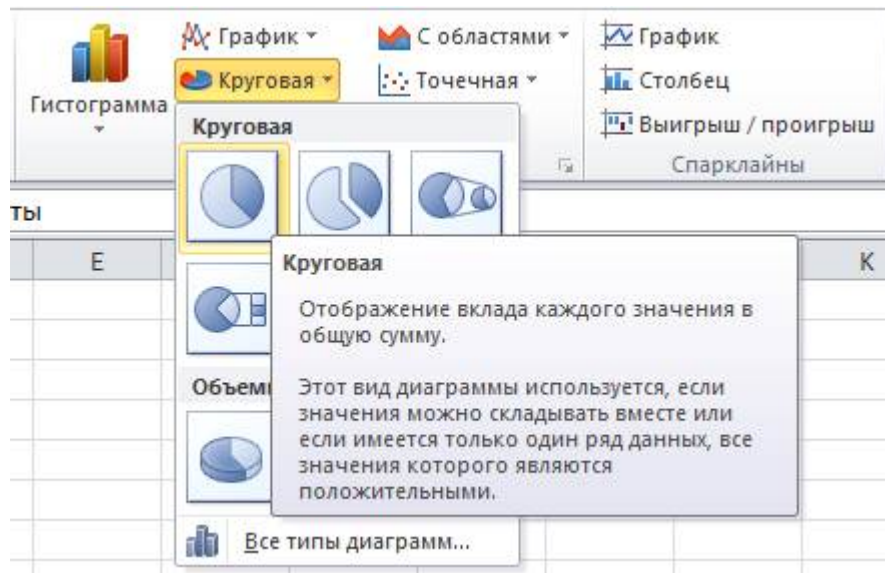 Гистограмма
График
Круговая
С областями
Точечная
График
Столбец
Выигрыш / проигрыш
Спарклайны
ты
E
K
Круговая
Круговая
Отображение вклада каждого значения в
общую сумму.
Этот вид диаграммы используется, если
значения можно складывать вместе или
если имеется только один ряд данных, все
значения которого являются
положительными.
Объем
Все типы диаграмм...